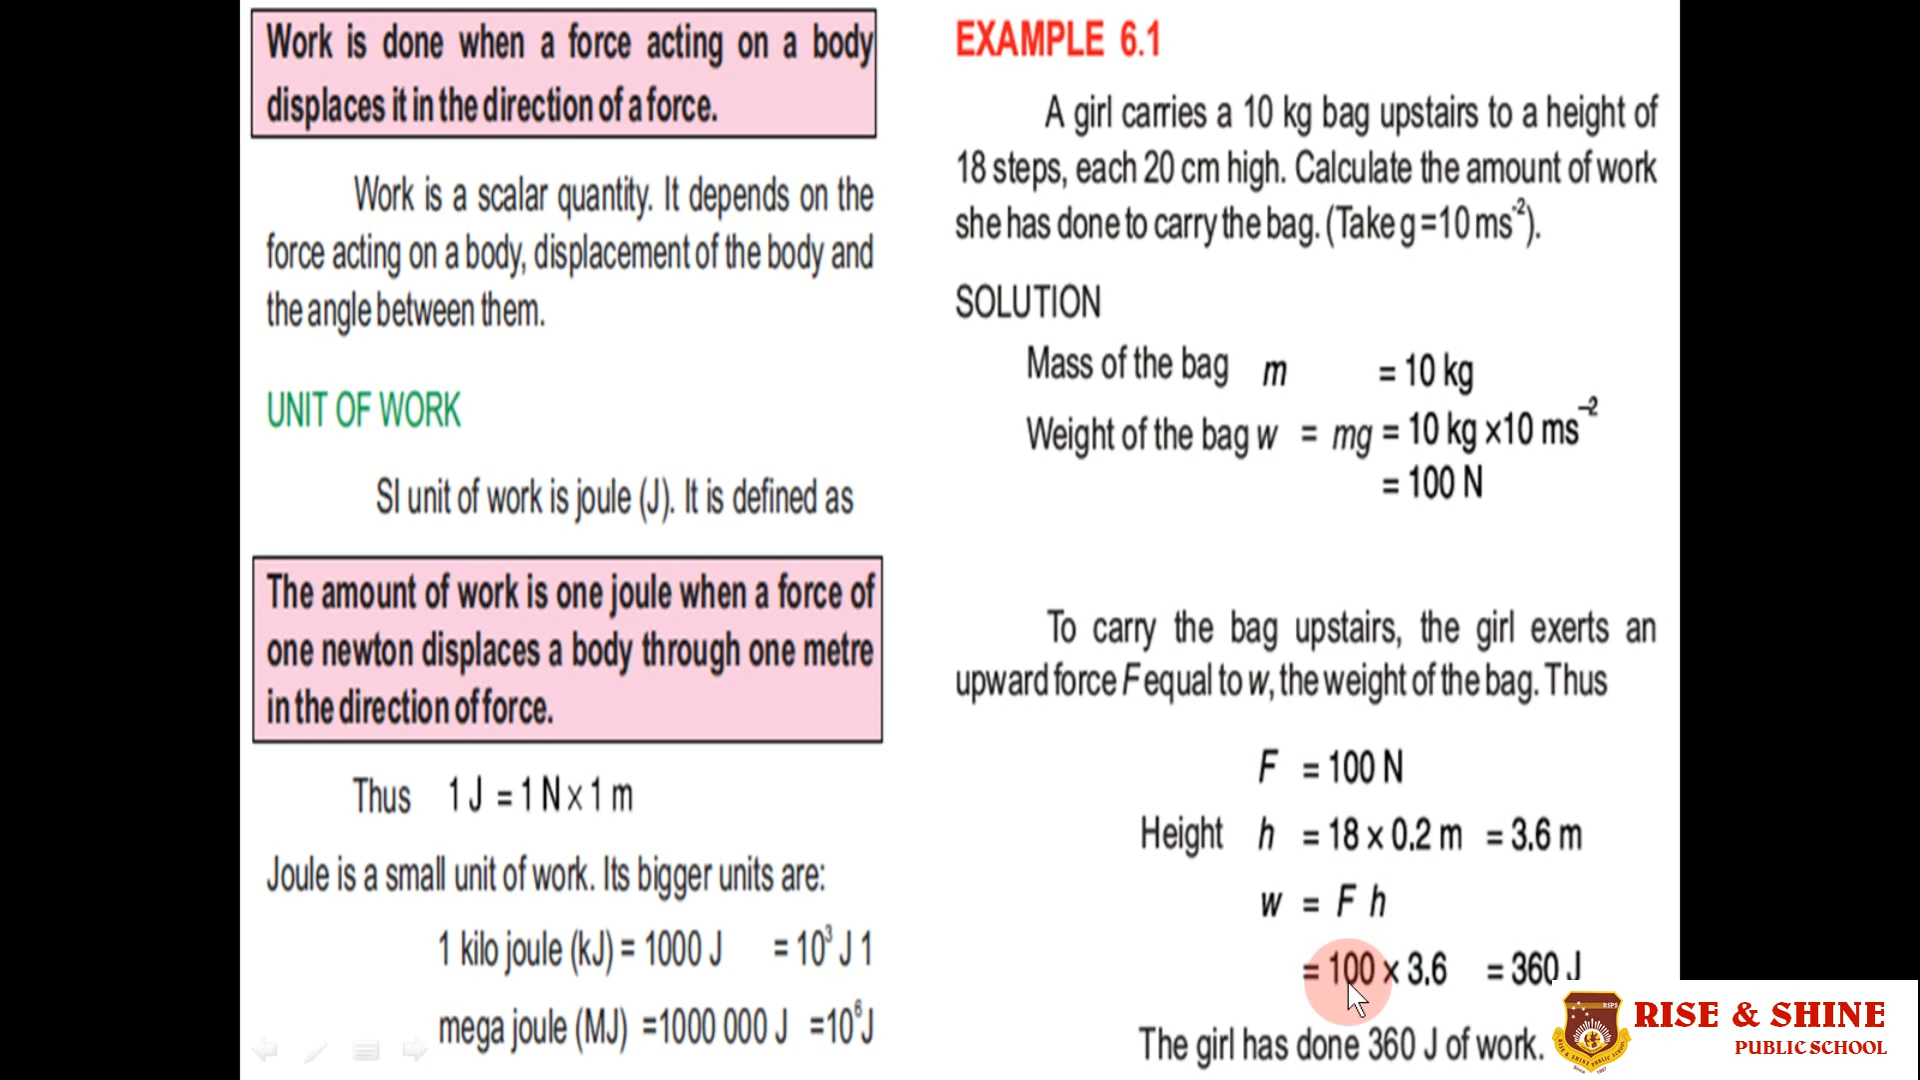 Work is done when a force acting on a body
displaces it in the direction of a force.
Work is a scalar quantity. It depends on the
force acting on a body, displacement of the body and
the angle between them.
UNIT OF WORK
SI unit of work is joule (J). It is defined as
The amount of work is one joule when a force of
one newton displaces a body through one metre
in the direction of force.
Thus 1 J = 1 N × 1 m
Joule is a small unit of work. Its bigger units are:
1 kilo joule (kJ) = 1000 J = 10³ J 1
mega joule (MJ) =1000 000 J =10⁶J
EXAMPLE 6.1
A girl carries a 10 kg bag upstairs to a height of
18 steps, each 20 cm high. Calculate the amount of work
she has done to carry the bag. (Take g =10 ms⁻²).
SOLUTION
Mass of the bag m = 10 kg
Weight of the bag w = mg = 10 kg ×10 ms⁻²
= 100 N
To carry the bag upstairs, the girl exerts an
upward force F equal to w, the weight of the bag. Thus
F = 100 N
Height h = 18 × 0.2 m = 3.6 m
w = F h
= 100 × 3.6 = 360 J
The girl has done 360 J of work.
RISE & SHINE
PUBLIC SCHOOL